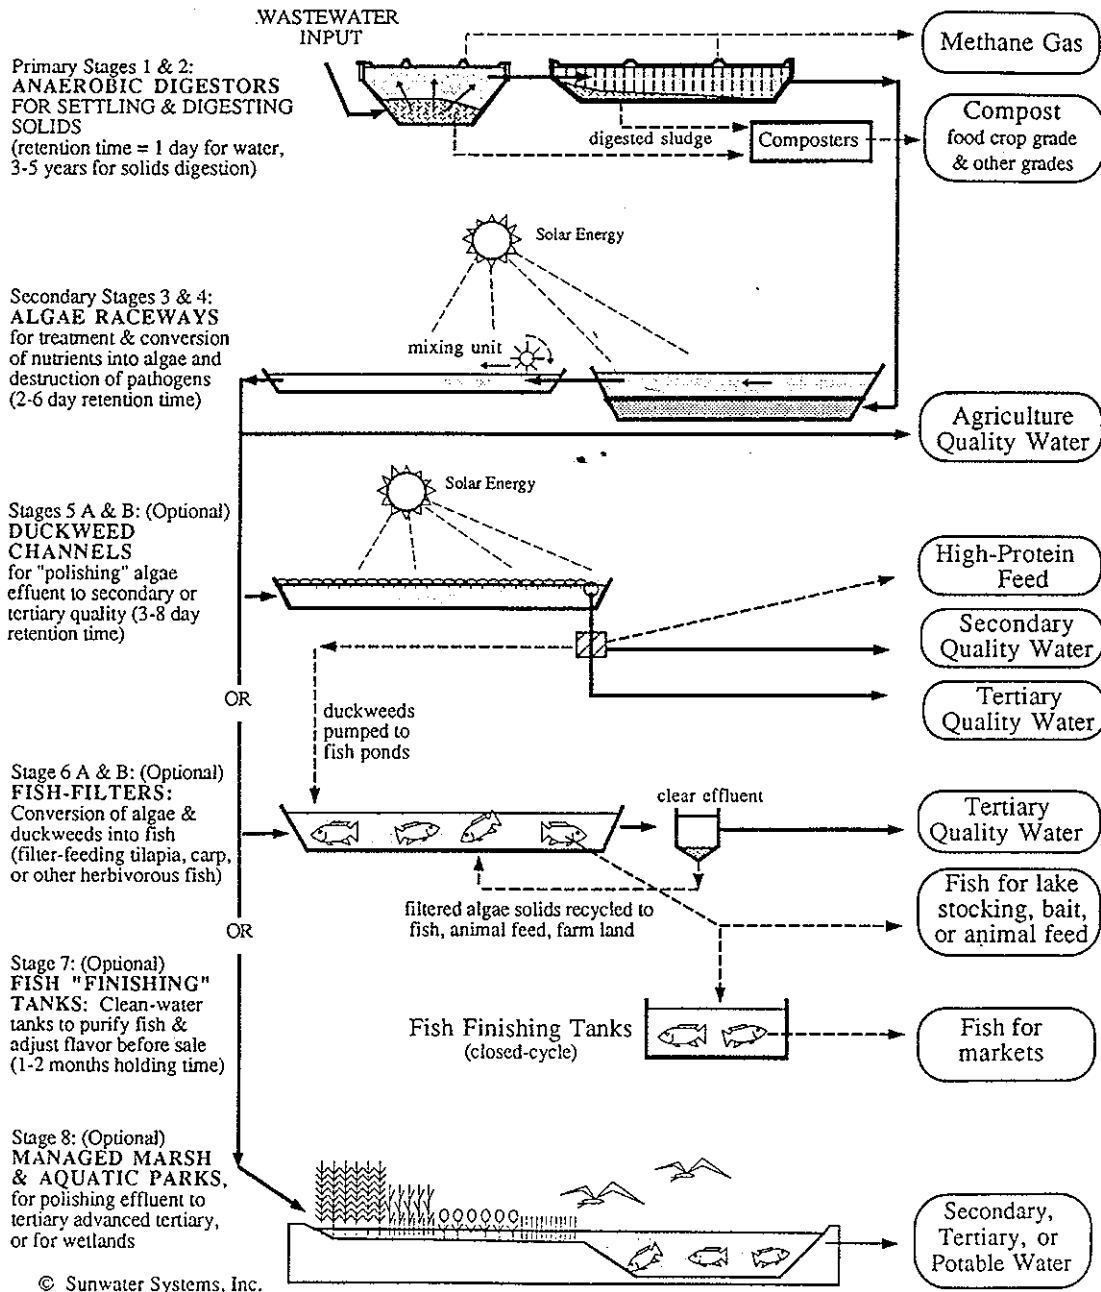 .WASTEWATER
INPUT
Methane Gas
Primary Stages 1 & 2:
ANAEROBIC DIGESTORS
FOR SETTLING & DIGESTING
SOLIDS
(retention time = 1 day for water,
3-5 years for solids digestion)
digested sludge
Composters
Compost
food crop grade
& other grades
Solar Energy
Secondary Stages 3 & 4:
ALGAE RACEWAYS
for treatment & conversion
of nutrients into algae and
destruction of pathogens
(2-6 day retention time)
mixing unit
Agriculture
Quality Water
Solar Energy
Stages 5 A & B: (Optional)
DUCKWEED
CHANNELS
for "polishing" algae
effuent to secondary or
tertiary quality (3-8 day
retention time)
High-Protein
Feed
Secondary
Quality Water
Tertiary
Quality Water
OR
duckweeds
pumped to
fish ponds
Stage 6 A & B: (Optional)
FISH-FILTERS:
Conversion of algae &
duckweeds into fish
(filter-feeding tilapia, carp,
or other herbivorous fish)
clear effluent
Tertiary
Quality Water
filtered algae solids recycled to
fish, animal feed, farm land
Fish for lake
stocking, bait,
or animal feed
OR
Stage 7: (Optional)
FISH "FINISHING"
TANKS: Clean-water
tanks to purify fish &
adjust flavor before sale
(1-2 months holding time)
Fish Finishing Tanks
(closed-cycle)
Fish for
markets
Stage 8: (Optional)
MANAGED MARSH
& AQUATIC PARKS,
for polishing effluent to
tertiary advanced tertiary,
or for wetlands
Secondary,
Tertiary, or
Potable Water
© Sunwater Systems, Inc.